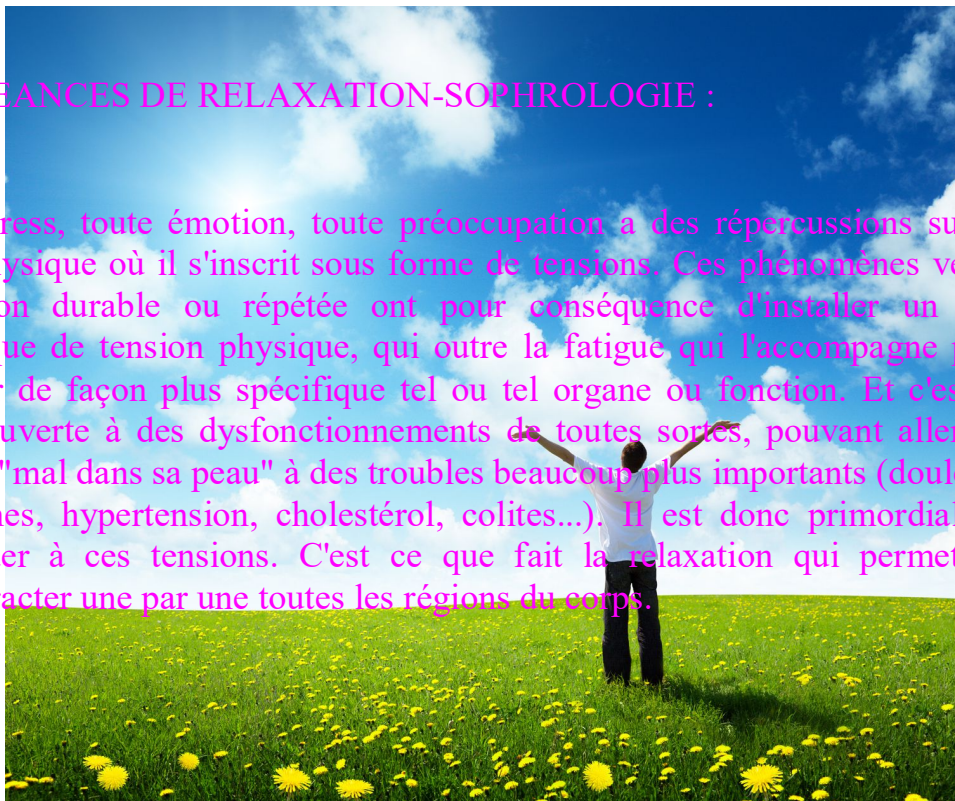 EANCES DE RELAXATION-SOPHROLOGIE :
ress, toute émotion, toute préoccupation a des répercussions su
ysique où il s'inscrit sous forme de tensions. Ces phénomènes ve
on durable ou répétée ont pour conséquence d'installer un
ue de tension physique, qui outre la fatigue qui l'accompagne p
r de façon plus spécifique tel ou tel organe ou fonction. Et c'es
uverte à des dysfonctionnements de toutes sortes, pouvant aller
"mal dans sa peau" à des troubles beaucoup plus importants (doul
nes, hypertension, cholestérol, colites...). Il est donc primordial
er à ces tensions. C'est ce que fait la relaxation qui permet
racter une par une toutes les régions du corps.